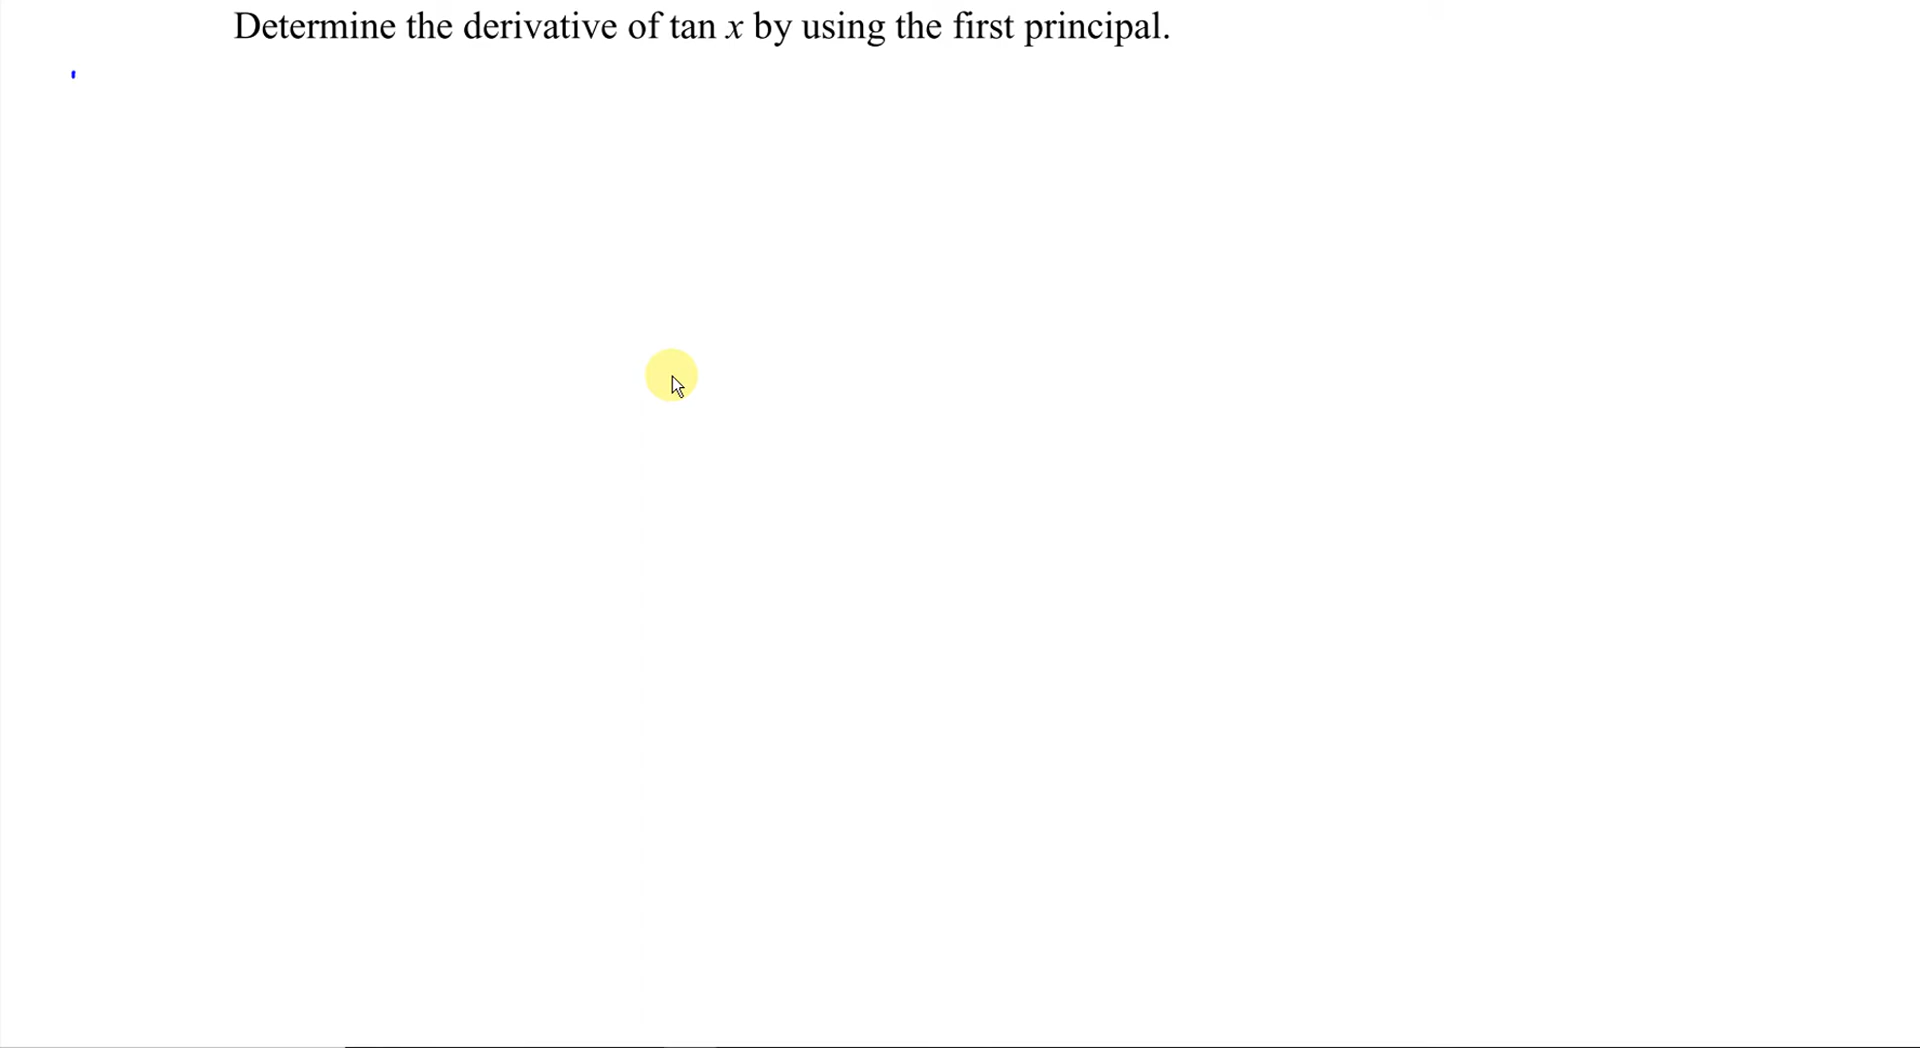 Determine the derivative of tan x by using the first principal.